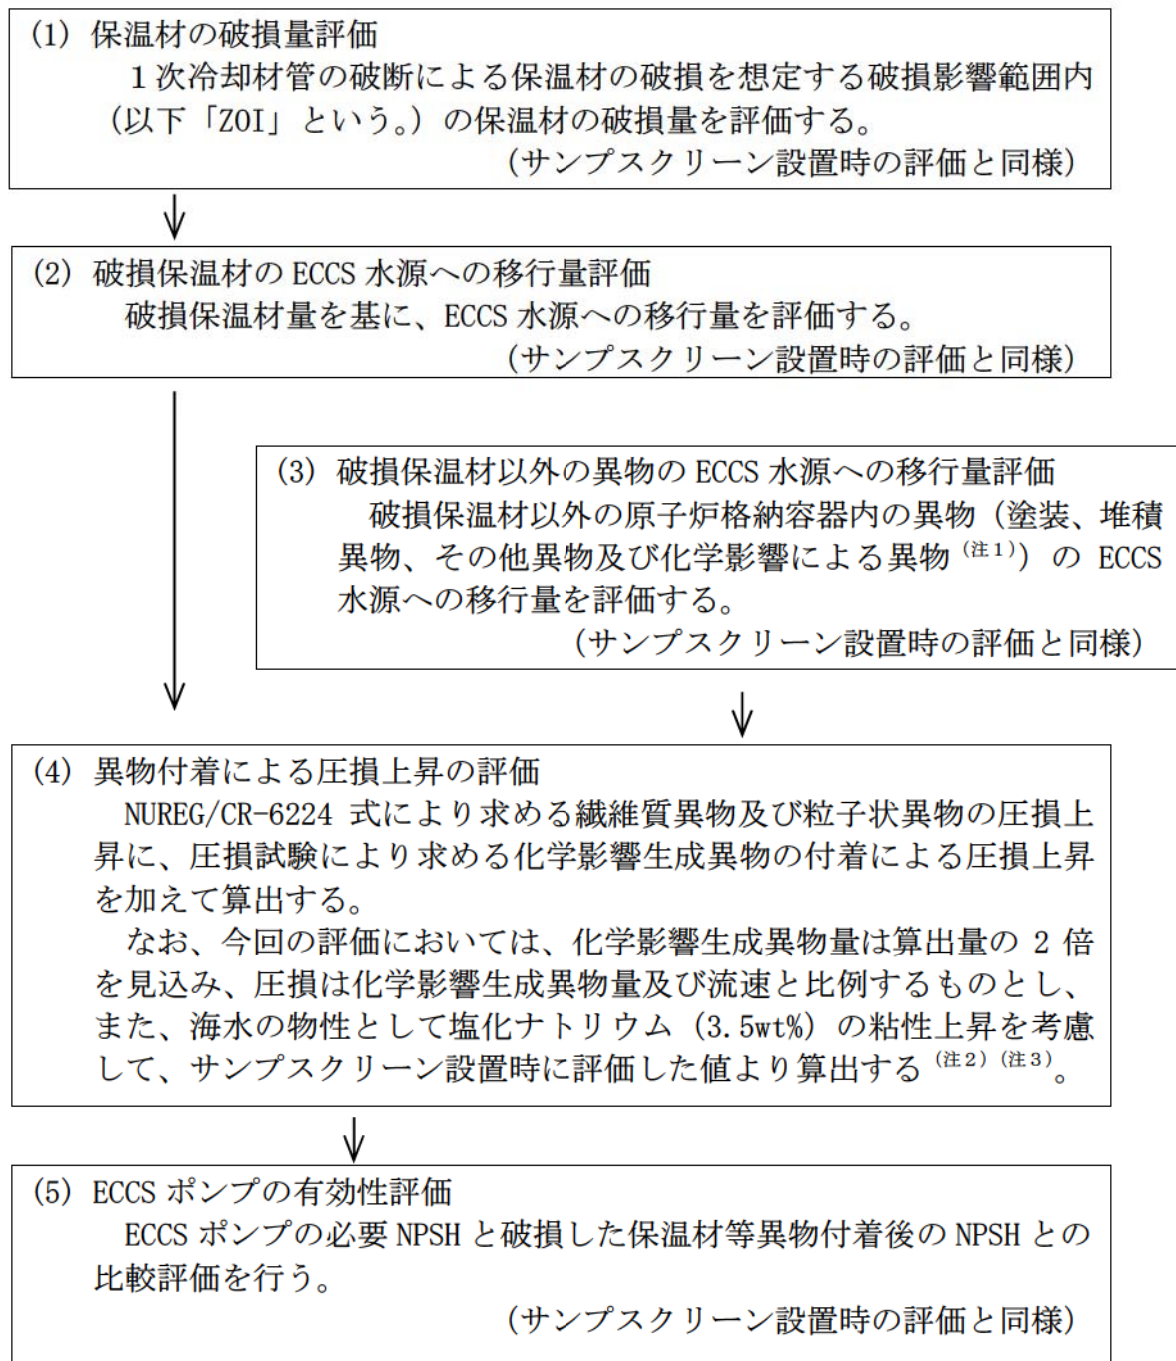 (1) 保温材の破損量評価
１次冷却材管の破断による保温材の破損を想定する破損影響範囲内
（以下「ZOI」という。）の保温材の破損量を評価する。
（サンプスクリーン設置時の評価と同様）
(2) 破損保温材の ECCS 水源への移行量評価
破損保温材量を基に、ECCS 水源への移行量を評価する。
（サンプスクリーン設置時の評価と同様）
(3) 破損保温材以外の異物の ECCS 水源への移行量評価
破損保温材以外の原子炉格納容器内の異物（塗装、堆積
異物、その他異物及び化学影響による異物（注１））の ECCS
水源への移行量を評価する。
（サンプスクリーン設置時の評価と同様）
(4) 異物付着による圧損上昇の評価
NUREG/CR-6224 式により求める繊維質異物及び粒子状異物の圧損上
昇に、圧損試験により求める化学影響生成異物の付着による圧損上昇
を加えて算出する。
なお、今回の評価においては、化学影響生成異物量は算出量の 2 倍
を見込み、圧損は化学影響生成異物量及び流速と比例するものとし、
また、海水の物性として塩化ナトリウム（3.5wt%）の粘性上昇を考慮
して、サンプスクリーン設置時に評価した値より算出する（注２）（注３）。
(5) ECCS ポンプの有効性評価
ECCS ポンプの必要 NPSH と破損した保温材等異物付着後の NPSH との
比較評価を行う。
（サンプスクリーン設置時の評価と同様）